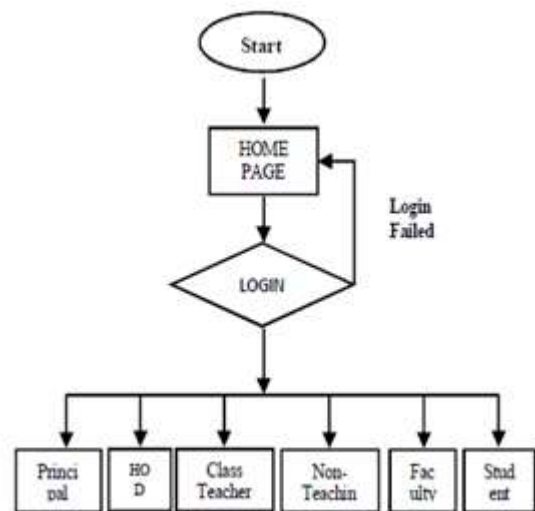 Start
HOME
PAGE
Login
Failed
LOGIN
Princi
pal
HO
D
Class
Teacher
Non-
Teachin
Fac
ulty
Stud
ent